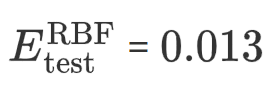 E_test^RBF = 0.013